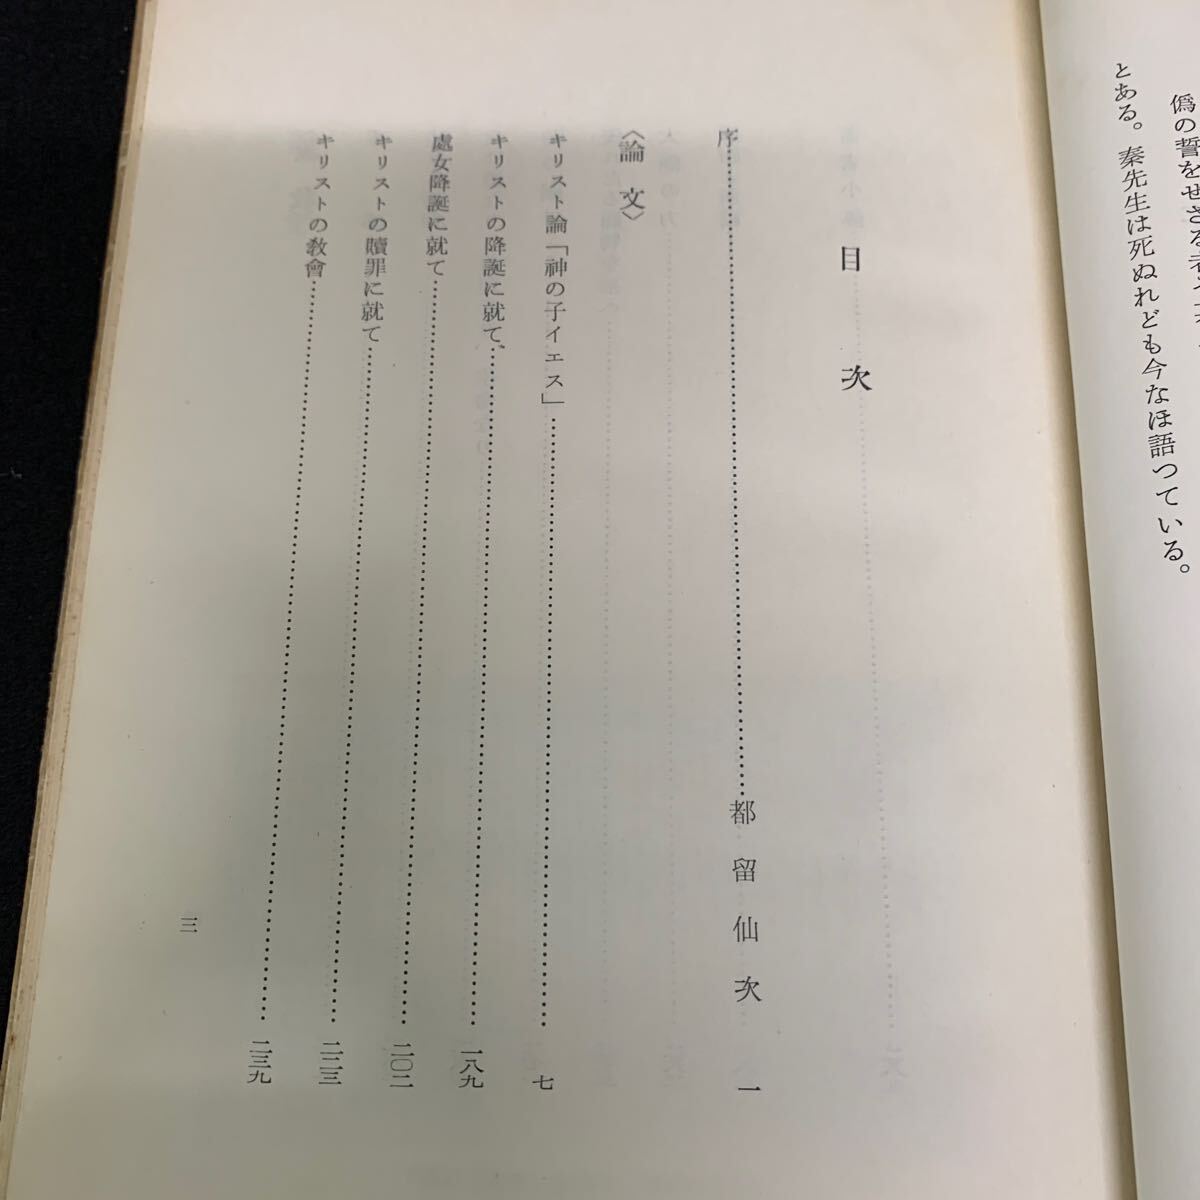 偽の誓をせざる者
とある。秦先生は死ぬれども今なほ語つている。
目次
序……都留仙次 一
〈論文〉
キリスト論「神の子イエス」……七
キリストの降誕に就て……一八九
處女降誕に就て……二〇二
キリストの贖罪に就て……二二三
キリストの教會……二三九
三